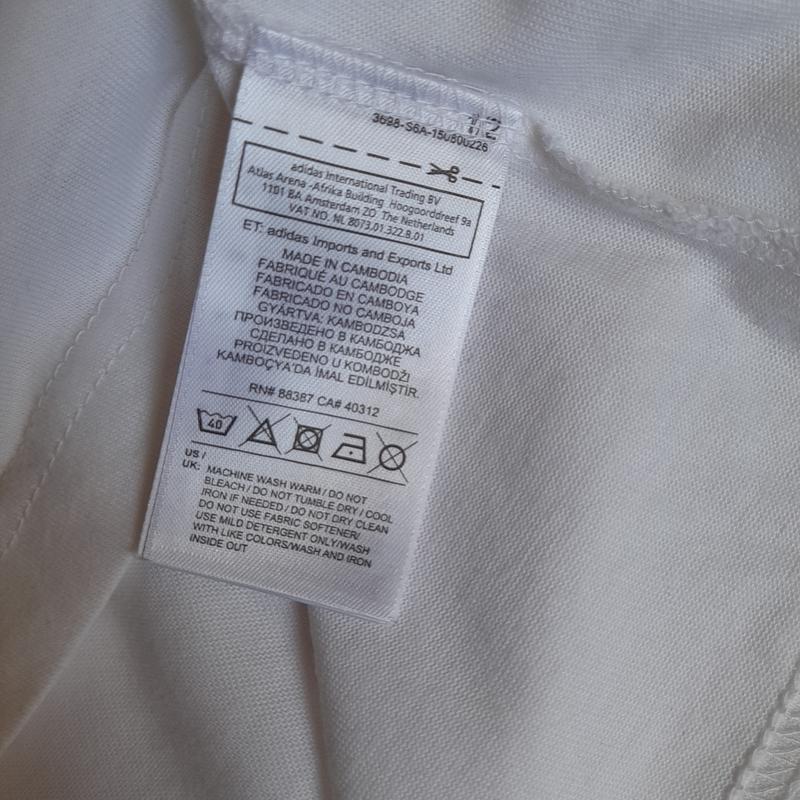 12
3698-S6A-150800226
adidas International Trading BV
Atlas Arena -Afrika Building Hoogoorddreef 9a
1101 BA Amsterdam ZO The Netherlands
VAT NO. NL 8073.01.322.B.01
ET: adidas Imports and Exports Ltd
MADE IN CAMBODIA
FABRIQUÉ AU CAMBODGE
FABRICADO EN CAMBOYA
FABRICADO NO CAMBOJA
GYÁRTVA: KAMBODZSA
ПРОИЗВЕДЕНО В КАМБОДЖА
СДЕЛАНО В КАМБОДЖЕ
PROIZVEDENO U KOMBODŽI
KAMBOÇYA'DA İMAL EDİLMİŞTİR.
RN# 88387 CA# 40312
40
US /
UK: MACHINE WASH WARM / DO NOT
BLEACH / DO NOT TUMBLE DRY / COOL
IRON IF NEEDED / DO NOT DRY CLEAN
DO NOT USE FABRIC SOFTENER/
USE MILD DETERGENT ONLY/WASH
WITH LIKE COLORS/WASH AND IRON
INSIDE OUT